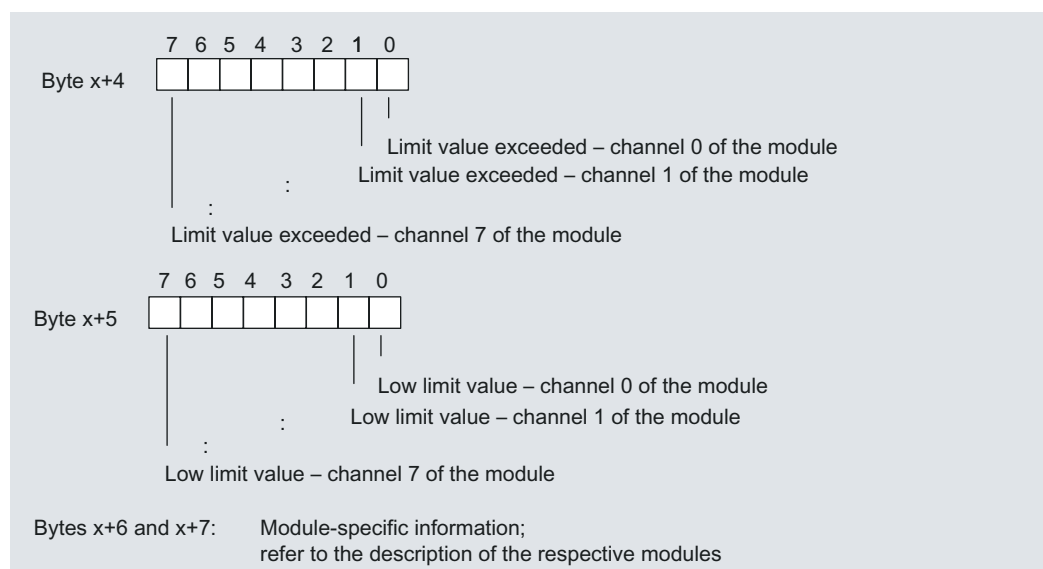 7 6 5 4 3 2 1 0
Byte x+4
Limit value exceeded – channel 0 of the module
Limit value exceeded – channel 1 of the module
:
:
Limit value exceeded – channel 7 of the module
7 6 5 4 3 2 1 0
Byte x+5
Low limit value – channel 0 of the module
Low limit value – channel 1 of the module
:
:
Low limit value – channel 7 of the module
Bytes x+6 and x+7: Module-specific information;
refer to the description of the respective modules